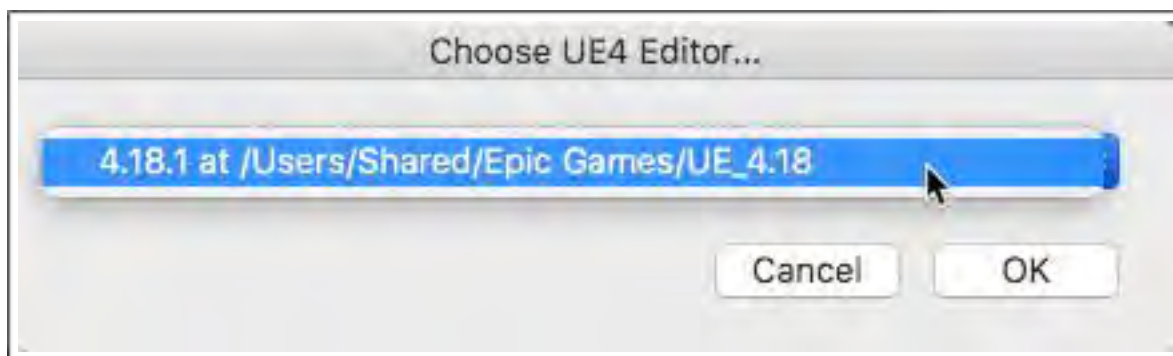 Choose UE4 Editor...
4.18.1 at /Users/Shared/Epic Games/UE_4.18
Cancel OK